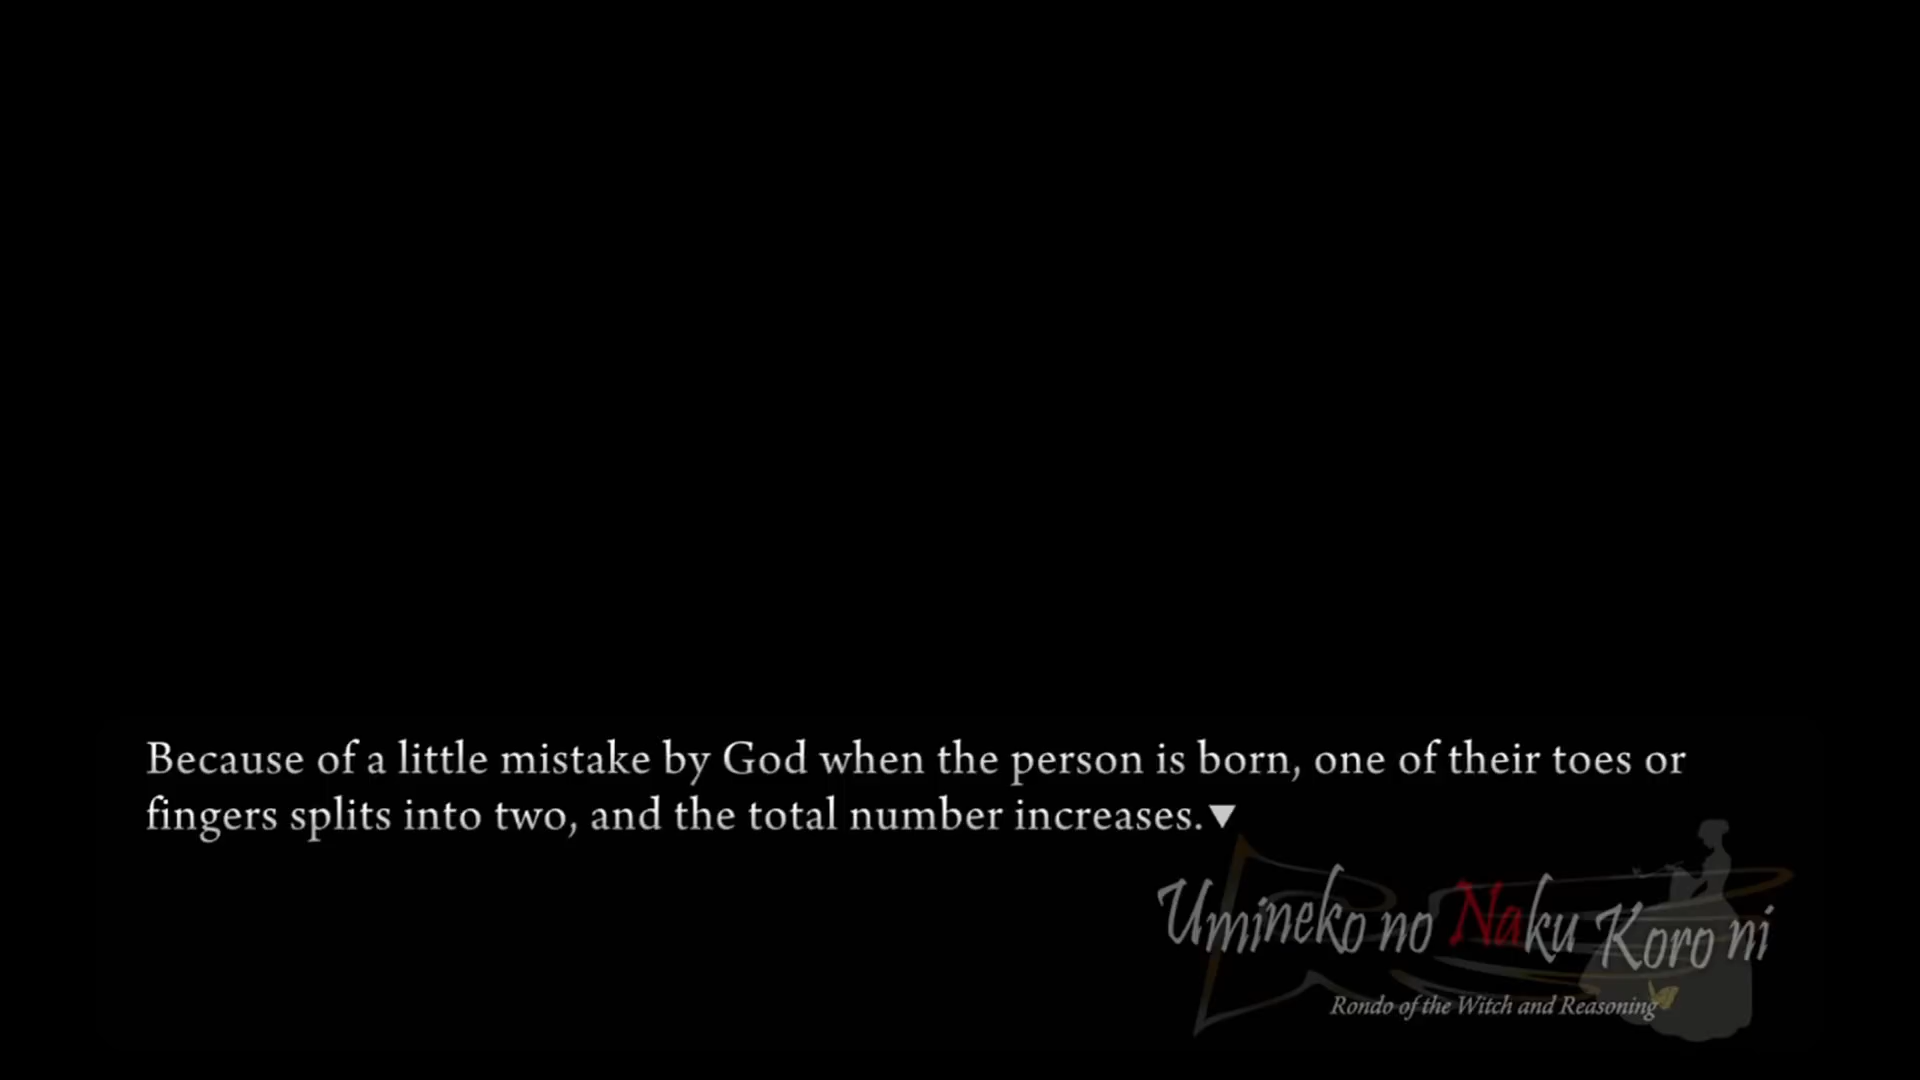 Because of a little mistake by God when the person is born, one of their toes or
fingers splits into two, and the total number increases.▼
Umineko no Naku Koro ni
Rondo of the Witch and Reasoning